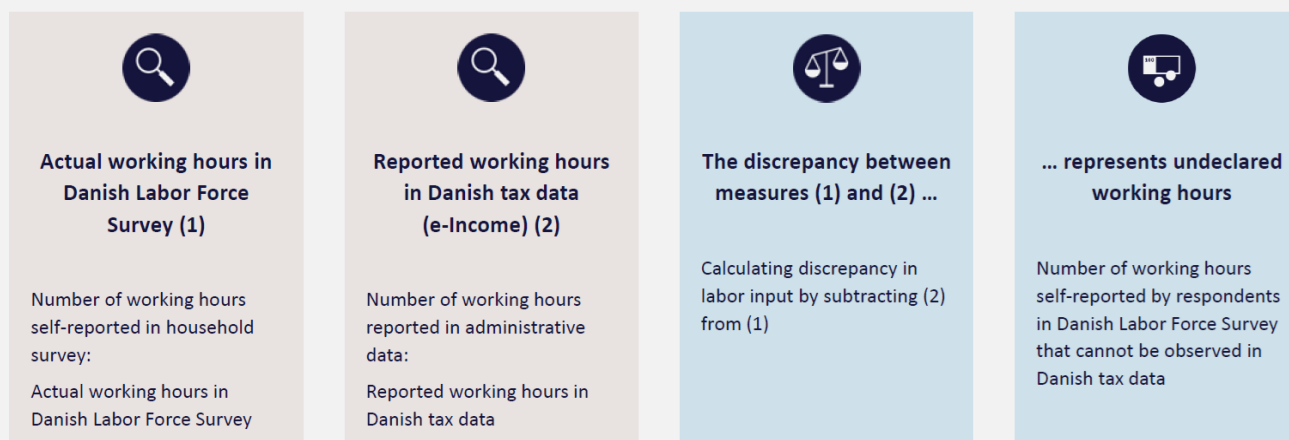 Actual working hours in
Danish Labor Force
Survey (1)
Number of working hours
self-reported in household
survey:
Actual working hours in
Danish Labor Force Survey
Reported working hours
in Danish tax data
(e-Income) (2)
Number of working hours
reported in administrative
data:
Reported working hours in
Danish tax data
The discrepancy between
measures (1) and (2) ...
Calculating discrepancy in
labor input by subtracting (2)
from (1)
... represents undeclared
working hours
Number of working hours
self-reported by respondents
in Danish Labor Force Survey
that cannot be observed in
Danish tax data